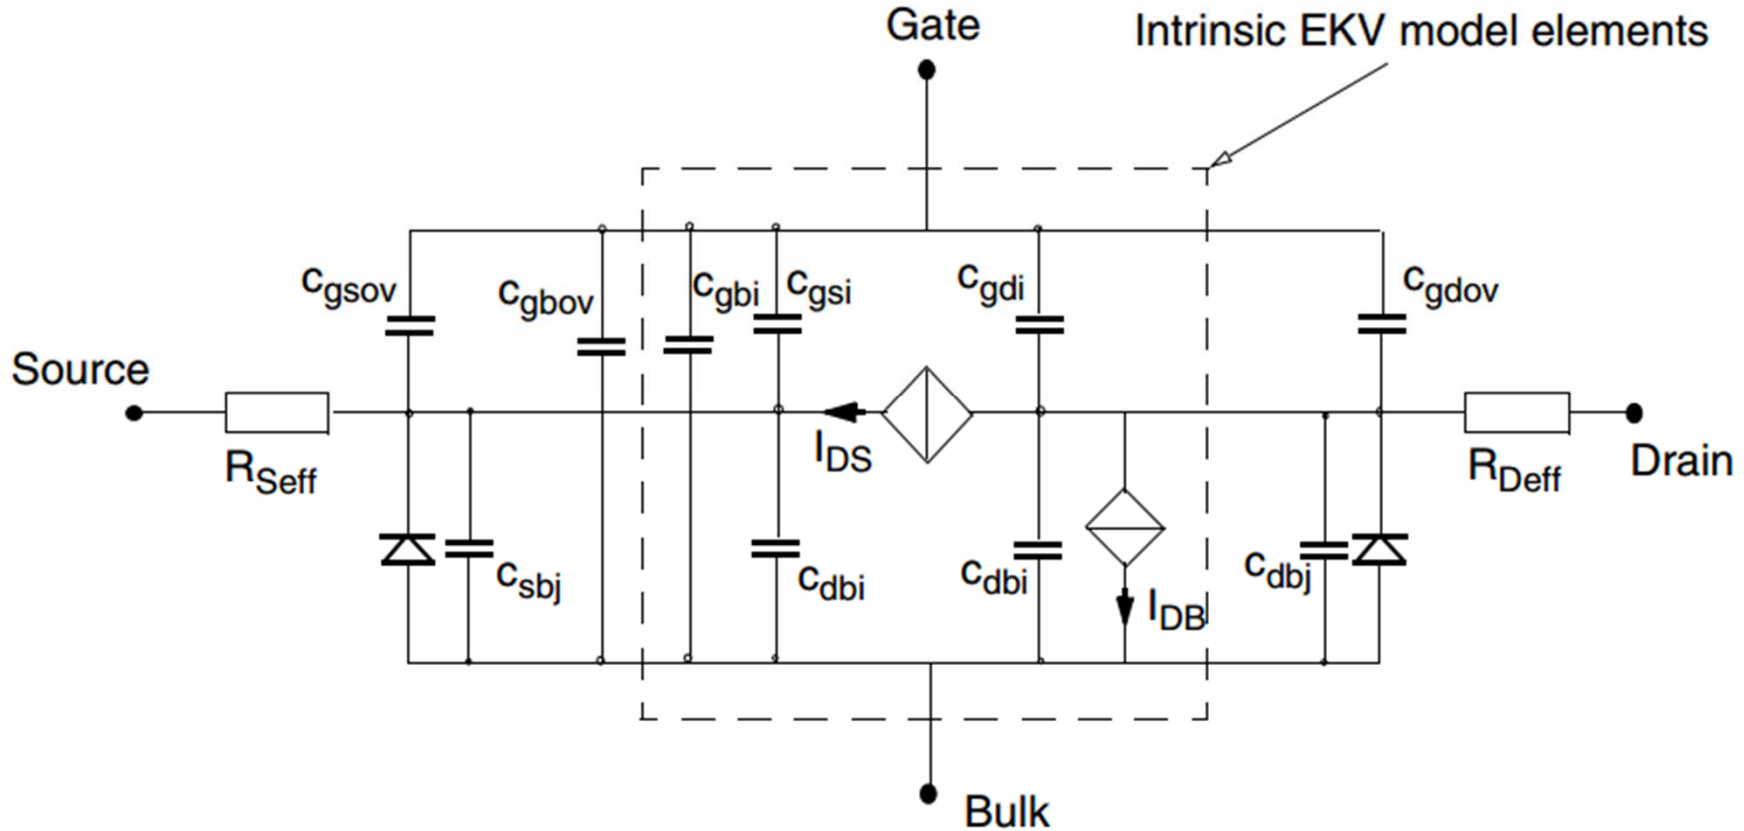 Gate
Intrinsic EKV model elements
cgsov
cgbov
cgbi
cgsi
cgdi
cgdov
Source
RSeff
IDS
RDeff
Drain
csbj
cdbi
cdbi
IDB
cdbj
Bulk